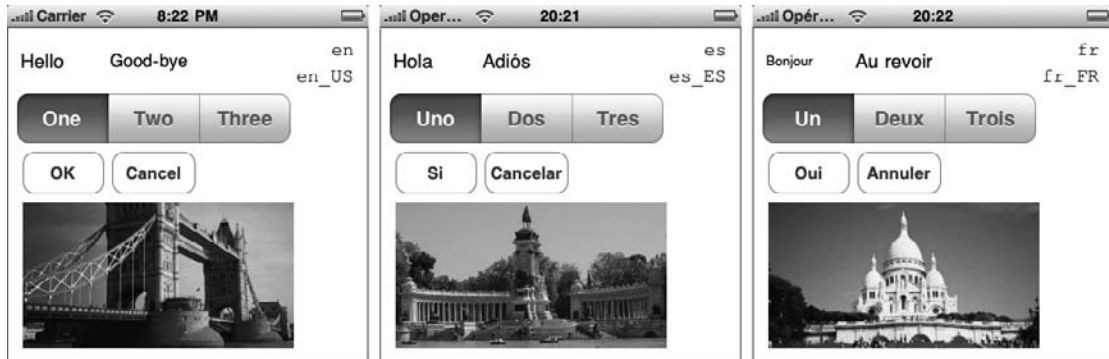 Carrier 8:22 PM
Hello Good-bye
en
en_US
One Two Three
OK Cancel
Oper... 20:21
Hola Adiós
es
es_ES
Uno Dos Tres
Si Cancelar
Opér... 20:22
Bonjour Au revoir
fr
fr_FR
Un Deux Trois
Oui Annuler